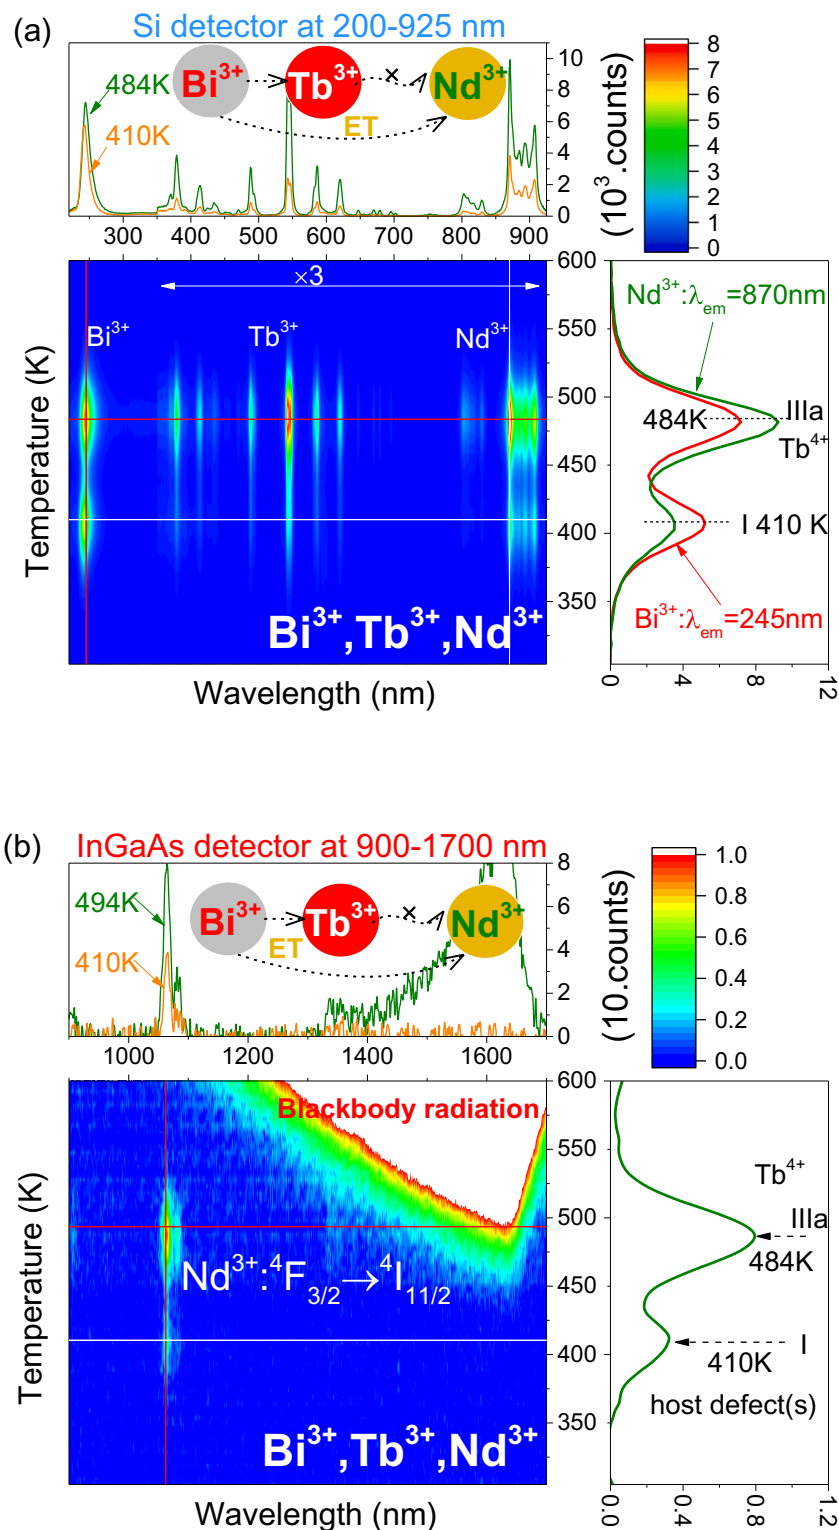 (a)
Si detector at 200-925 nm
484K
410K
Bi³⁺
Tb³⁺
×
Nd³⁺
ET
10
8
6
4
2
0
300 400 500 600 700 800 900
(10³.counts)
8
7
6
5
4
3
2
1
0
×3
Bi³⁺
Tb³⁺
Nd³⁺
Temperature (K)
Bi³⁺,Tb³⁺,Nd³⁺
Wavelength (nm)
600
550
500
450
400
350
Nd³⁺:λem=870nm
484K
IIIa
Tb⁴⁺
I 410 K
Bi³⁺:λem=245nm
0 4 8 12
(b)
InGaAs detector at 900-1700 nm
494K
410K
Bi³⁺
Tb³⁺
×
Nd³⁺
ET
8
6
4
2
0
1000 1200 1400 1600
(10.counts)
1.0
0.8
0.6
0.4
0.2
0.0
Blackbody radiation
Nd³⁺:⁴F₃/₂→⁴I₁₁/₂
Temperature (K)
Bi³⁺,Tb³⁺,Nd³⁺
Wavelength (nm)
600
550
500
450
400
350
Tb⁴⁺
IIIa
484K
I
410K
host defect(s)
0.0 0.4 0.8 1.2